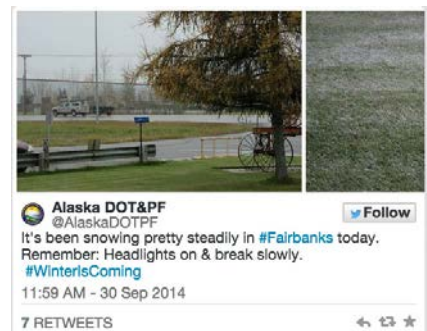 Alaska DOT&PF
@AlaskaDOTPF
Follow
It's been snowing pretty steadily in #Fairbanks today.
Remember: Headlights on & break slowly.
#WinterIsComing
11:59 AM - 30 Sep 2014
7 RETWEETS